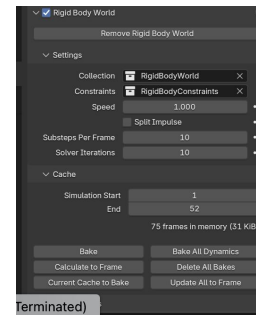 Rigid Body World
Remove Rigid Body World
Settings
Collection RigidBodyWorld
Constraints RigidBodyConstraints
Speed 1.000
Split Impulse
Substeps Per Frame 10
Solver Iterations 10
Cache
Simulation Start 1
End 52
75 frames in memory (31 KiB
Bake Bake All Dynamics
Calculate to Frame Delete All Bakes
Current Cache to Bake Update All to Frame
Terminated)